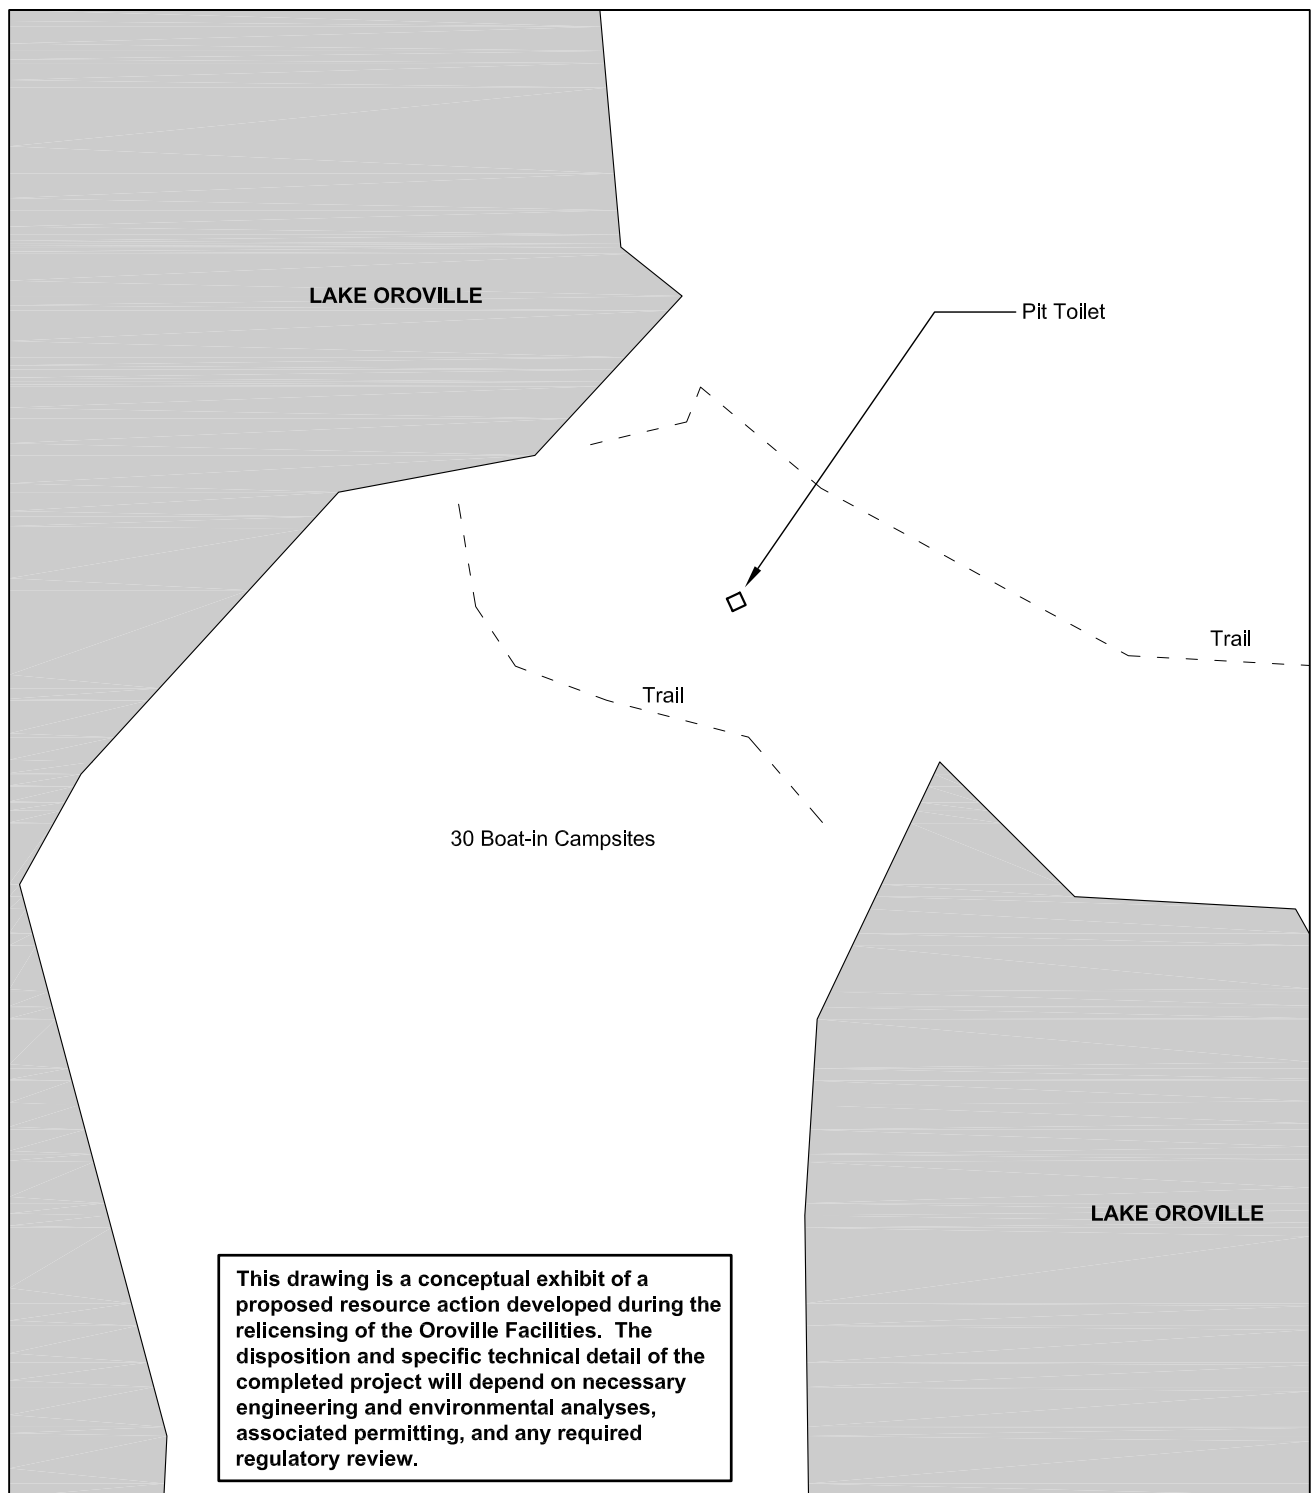 LAKE OROVILLE
Pit Toilet
Trail
Trail
30 Boat-in Campsites
LAKE OROVILLE
This drawing is a conceptual exhibit of a
proposed resource action developed during the
relicensing of the Oroville Facilities.  The
disposition and specific technical detail of the
completed project will depend on necessary
engineering and environmental analyses,
associated permitting, and any required
regulatory review.